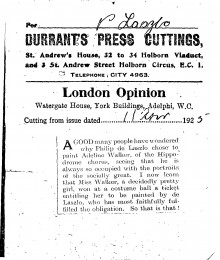 For P Laszlo
DURRANT'S PRESS CUTTINGS,
St. Andrew's House, 32 to 34 Holborn Viaduct,
and 3 St. Andrew Street Holborn Circus, E.C. 1.
TELEPHONE: CITY 4963.
London Opinion
Watergate House, York Buildings, Adelphi, W.C.
Cutting from issue dated 192 5
A GOOD many people have wondered
why Philip de Laszlo chose to
paint Adeline Walker, of the Hippo-
drome chorus, seeing that he is
always so occupied with the portraits
of the socially great. I now learn
that Miss Walker, a decidedly pretty
girl, won at a costume ball a ticket
entitling her to be painted by de
Laszlo, who has most faithfully ful-
filled the obligation. So that is that!